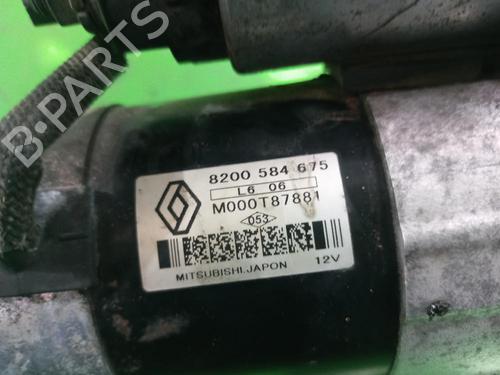 8200 584 675
L6 06
M000T87881
053
MITSUBISHI.JAPON 12V
B-PARTS